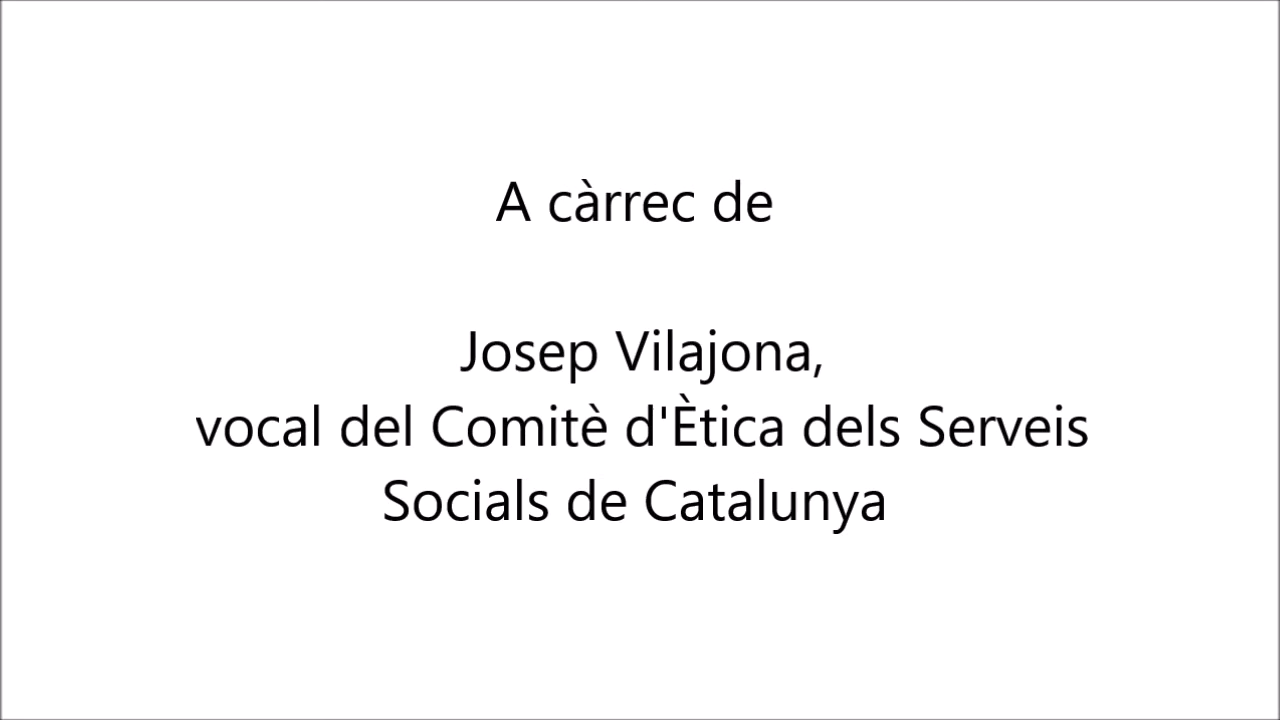 A càrrec de
Josep Vilajona,
vocal del Comitè d'Ètica dels Serveis
Socials de Catalunya